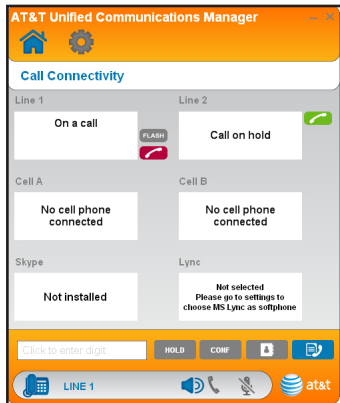 AT&T Unified Communications Manager
Call Connectivity
Line 1
Line 2
On a call
FLASH
Call on hold
Cell A
Cell B
No cell phone
connected
No cell phone
connected
Skype
Lync
Not installed
Not selected
Please go to settings to
choose MS Lync as softphone
Click to enter digit
HOLD
CONF
LINE 1
at&t